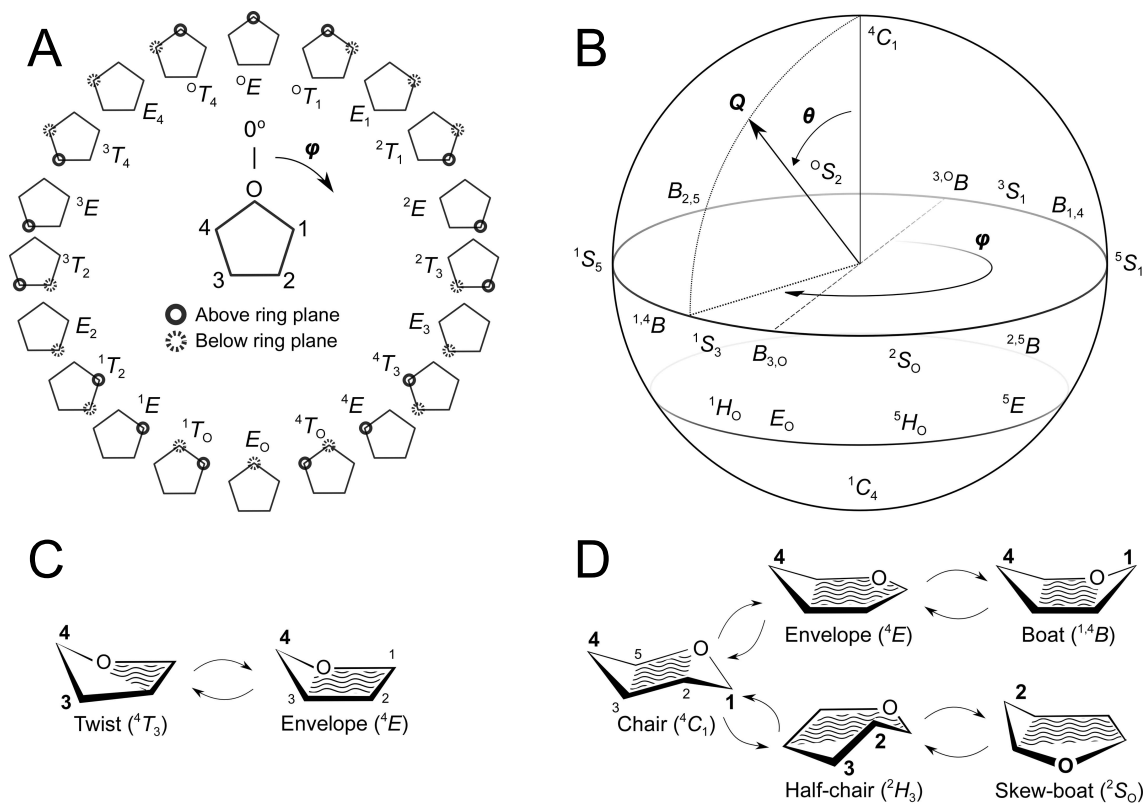 A
ᴼT₄
ᴼE
ᴼT₁
E₄
E₁
³T₄
²T₁
³E
²E
³T₂
²T₃
E₂
E₃
¹T₂
⁴T₃
¹E
⁴E
¹Tₒ
Eₒ
⁴Tₒ
0°
φ
O
4
1
3
2
Above ring plane
Below ring plane
B
⁴C₁
Q
θ
ᴼS₂
³,ᴼB
³S₁
B₂,₅
B₁,₄
φ
¹S₅
⁵S₁
¹,⁴B
¹S₃
B₃,ₒ
²Sₒ
²,⁵B
¹Hₒ
Eₒ
⁵Hₒ
⁵E
¹C₄
C
4
O
3
Twist (⁴T₃)
4
O
1
3
2
Envelope (⁴E)
D
4
O
Envelope (⁴E)
4
1
O
Boat (¹,⁴B)
4
5
O
3
2
1
Chair (⁴C₁)
O
2
3
Half-chair (²H₃)
2
O
Skew-boat (²Sₒ)